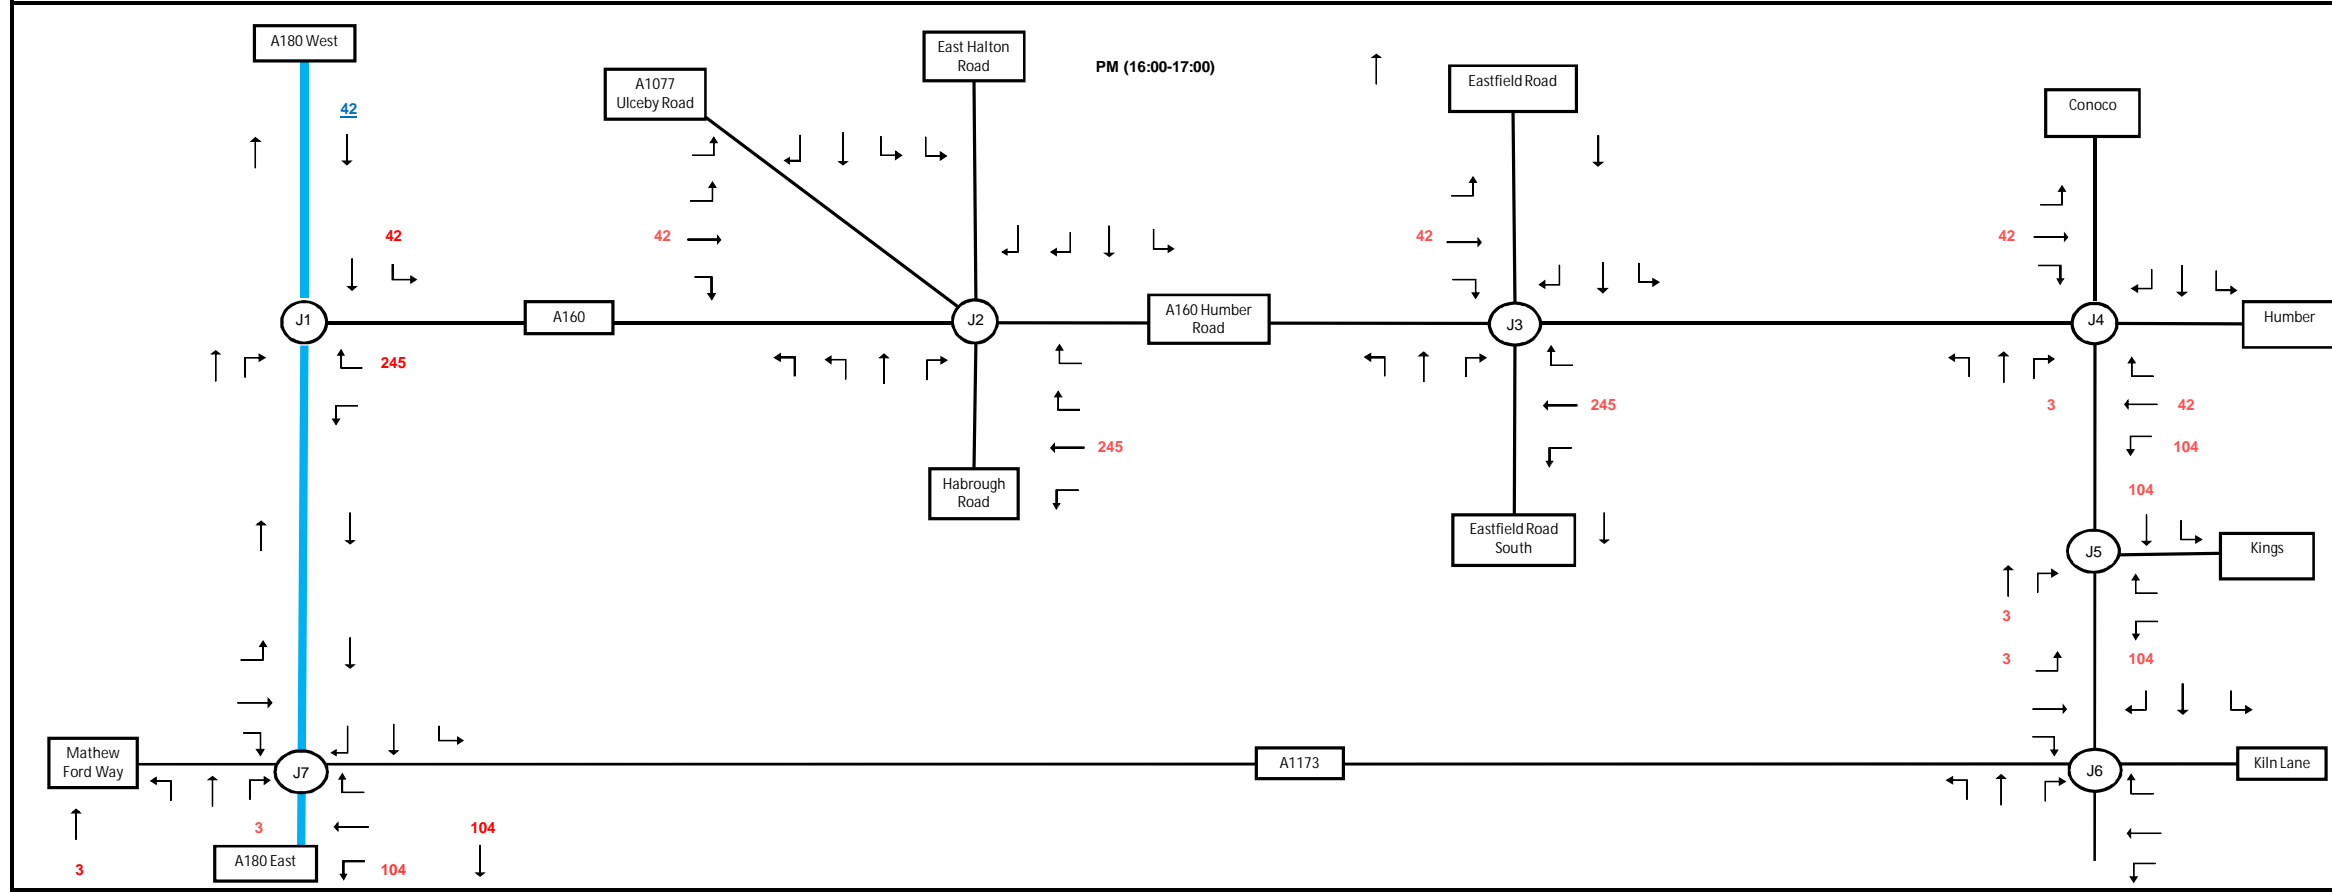 A180 West
East Halton
Road
PM (16:00-17:00)
A1077
Ulceby Road
Eastfield Road
Conoco
42
42
42
42
42
J1
A160
J2
A160 Humber
Road
J3
J4
Humber
245
3
42
245
245
104
Habrough
Road
104
Eastfield Road
South
J5
Kings
3
3
104
Mathew
Ford Way
J7
A1173
J6
Kiln Lane
3
104
A180 East
3
104